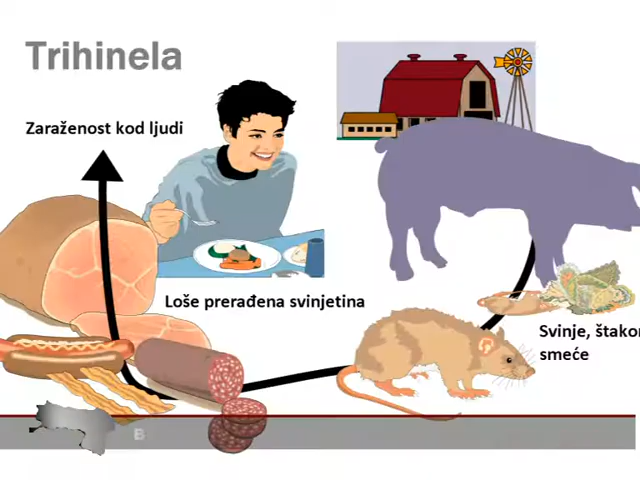 Trihinela
Zaraženost kod ljudi
Loše prerađena svinjetina
Svinje, štako
smeće
B